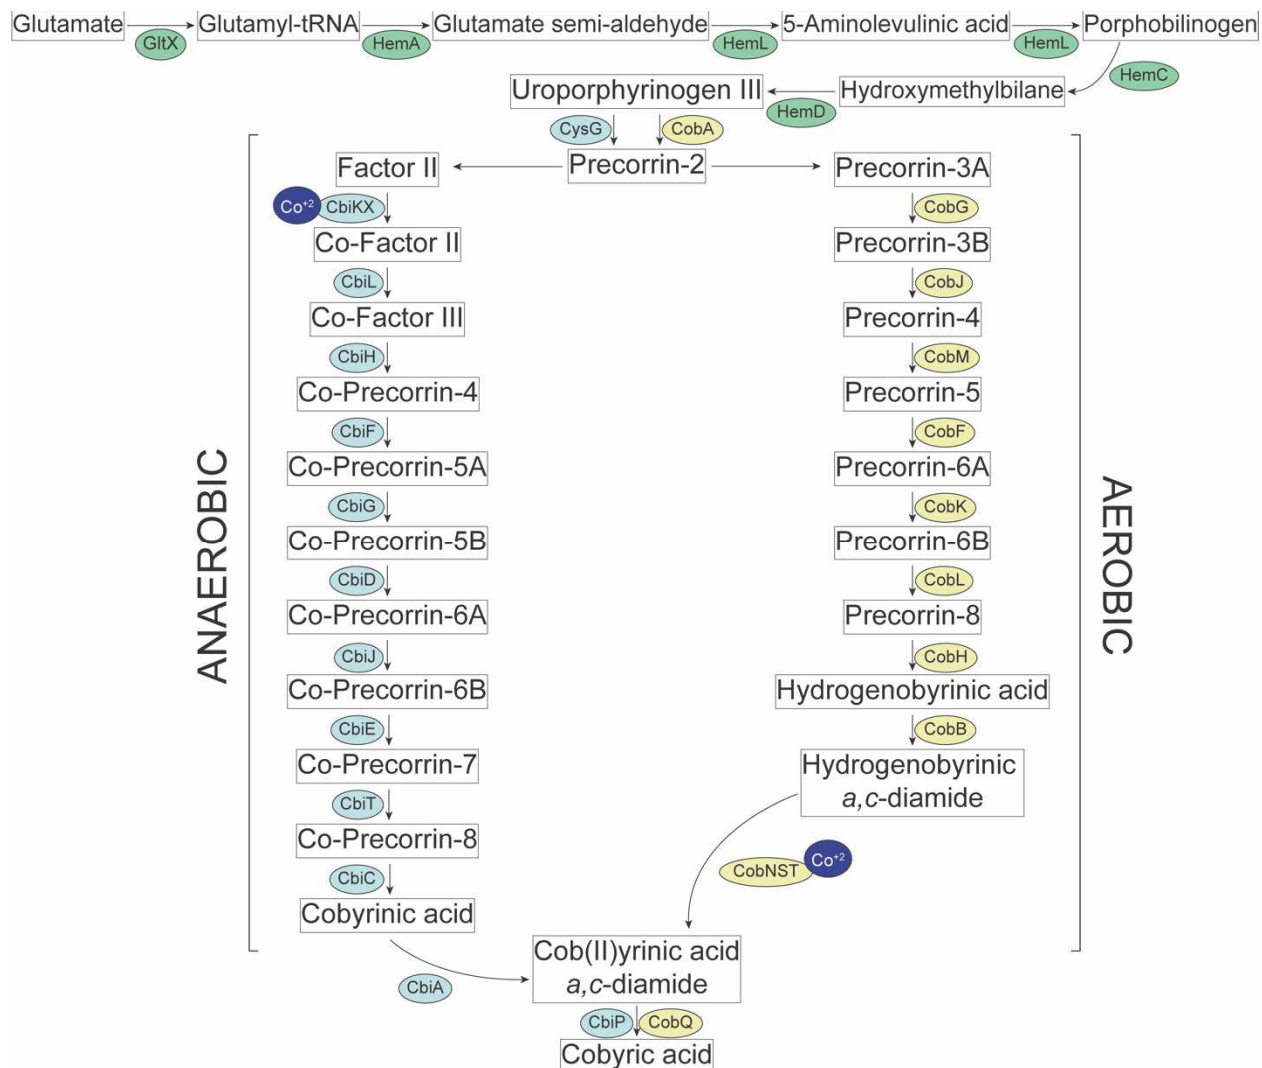 Glutamate
GltX
Glutamyl-tRNA
HemA
Glutamate semi-aldehyde
HemL
5-Aminolevulinic acid
HemL
Porphobilinogen
HemC
Hydroxymethylbilane
HemD
Uroporphyrinogen III
CysG
CobA
Precorrin-2
ANAEROBIC
Factor II
Co+2
CbiKX
Co-Factor II
CbiL
Co-Factor III
CbiH
Co-Precorrin-4
CbiF
Co-Precorrin-5A
CbiG
Co-Precorrin-5B
CbiD
Co-Precorrin-6A
CbiJ
Co-Precorrin-6B
CbiE
Co-Precorrin-7
CbiT
Co-Precorrin-8
CbiC
Cobyrinic acid
CbiA
AEROBIC
Precorrin-3A
CobG
Precorrin-3B
CobJ
Precorrin-4
CobM
Precorrin-5
CobF
Precorrin-6A
CobK
Precorrin-6B
CobL
Precorrin-8
CobH
Hydrogenobyrinic acid
CobB
Hydrogenobyrinic
a,c-diamide
CobNST
Co+2
Cob(II)yrinic acid
a,c-diamide
CbiP
CobQ
Cobyric acid